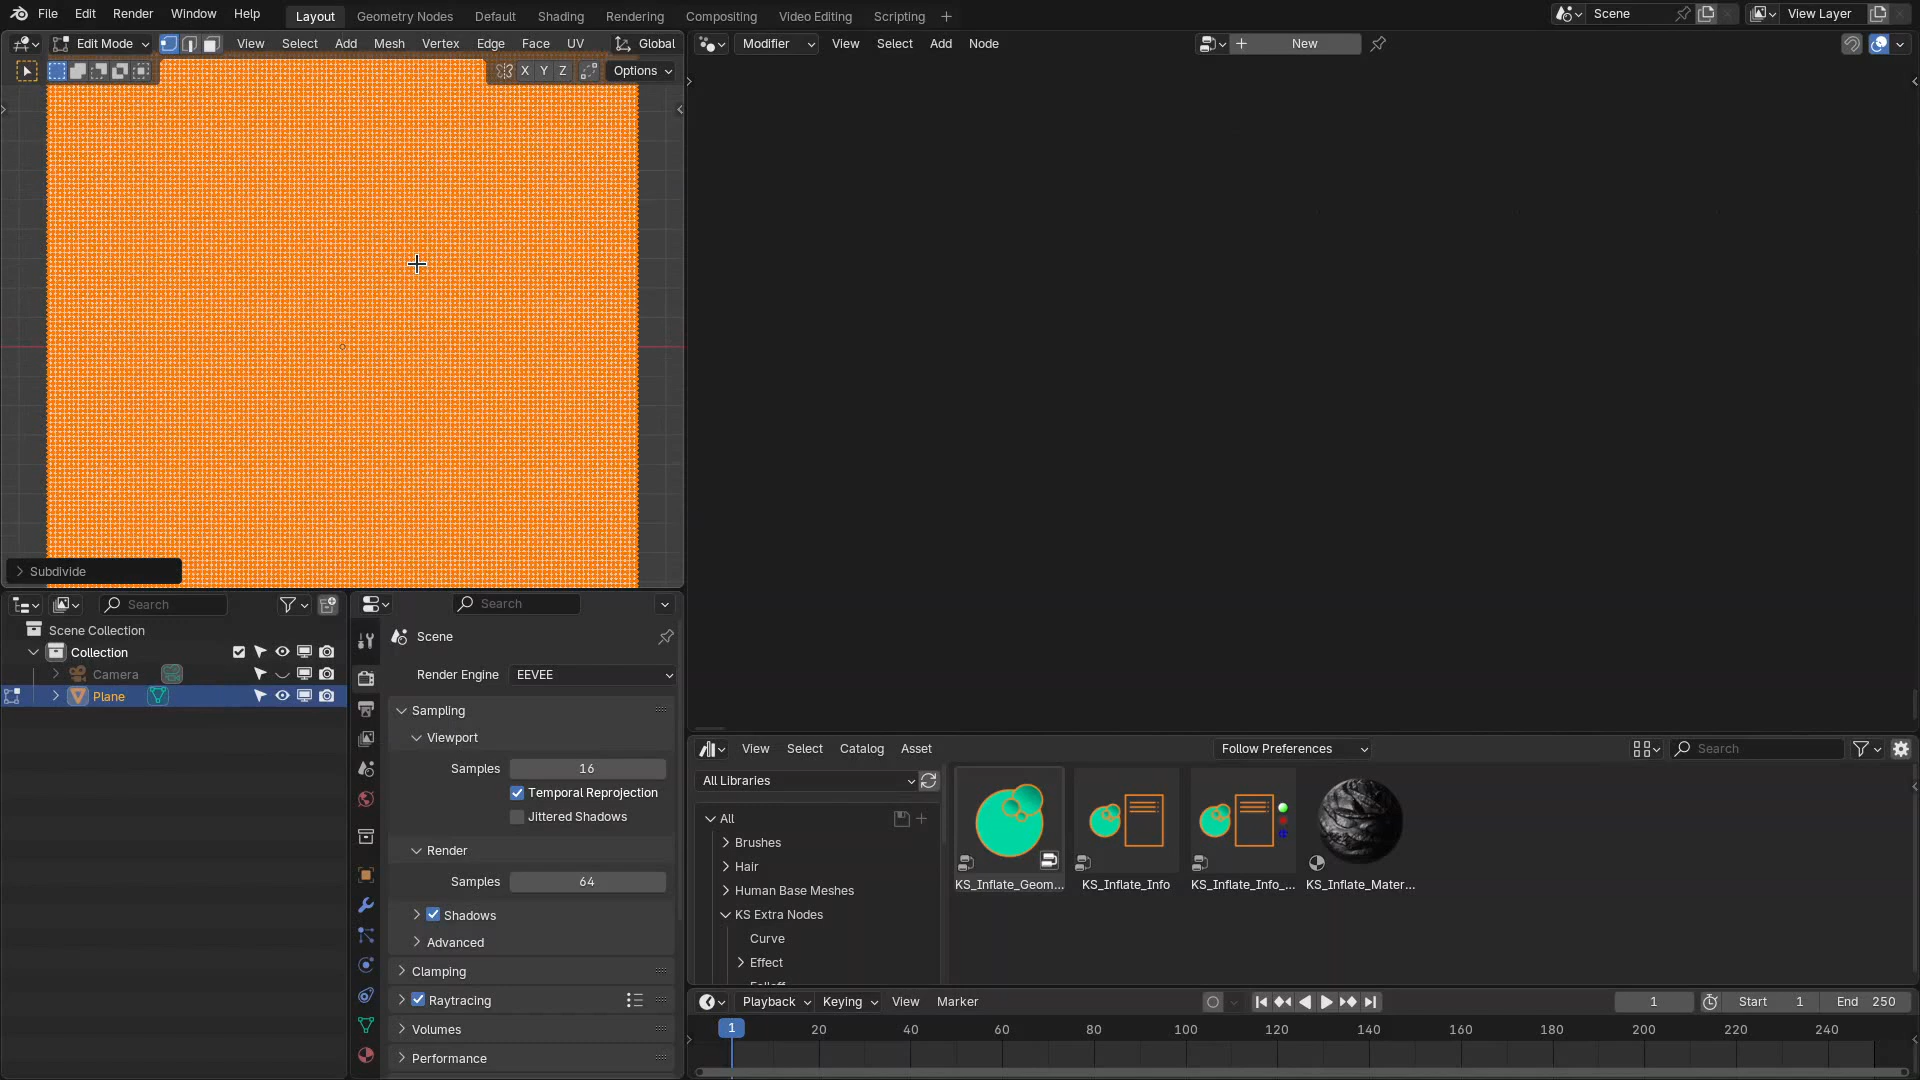 File Edit Render Window Help Layout Geometry Nodes Default Shading Rendering Compositing Video Editing Scripting + Scene View Layer
Edit Mode View Select Add Mesh Vertex Edge Face UV Global
X Y Z Options
Subdivide
Modifier View Select Add Node New
Search
Scene Collection
Collection
Camera
Plane
Search
Scene
Render Engine EEVEE
Sampling
Viewport
Samples 16
Temporal Reprojection
Jittered Shadows
Render
Samples 64
Shadows
Advanced
Clamping
Raytracing
Volumes
Performance
View Select Catalog Asset Follow Preferences Search
All Libraries
All
Brushes
Hair
Human Base Meshes
KS Extra Nodes
Curve
Effect
KS_Inflate_Geom... KS_Inflate_Info KS_Inflate_Info_... KS_Inflate_Mater...
Playback Keying View Marker 1 Start 1 End 250
1 20 40 60 80 100 120 140 160 180 200 220 240